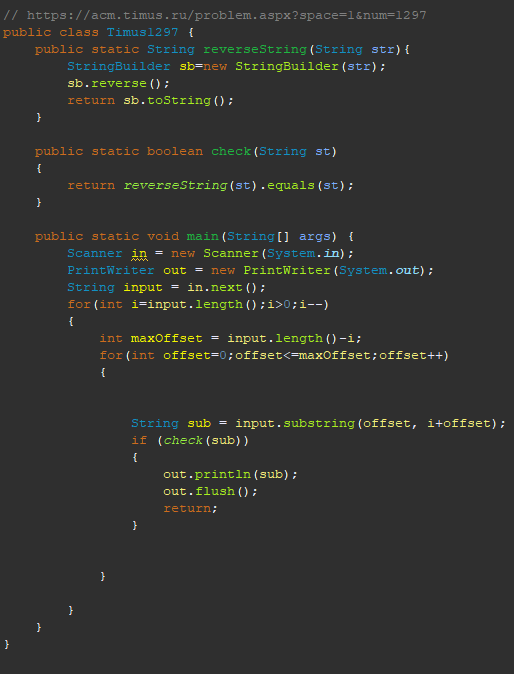 // https://acm.timus.ru/problem.aspx?space=1&num=1297
public class Timus1297 {
    public static String reverseString(String str){
        StringBuilder sb=new StringBuilder(str);
        sb.reverse();
        return sb.toString();
    }

    public static boolean check(String st)
    {
        return reverseString(st).equals(st);
    }

    public static void main(String[] args) {
        Scanner in = new Scanner(System.in);
        PrintWriter out = new PrintWriter(System.out);
        String input = in.next();
        for(int i=input.length();i>0;i--)
        {
            int maxOffset = input.length()-i;
            for(int offset=0;offset<=maxOffset;offset++)
            {


                String sub = input.substring(offset, i+offset);
                if (check(sub))
                {
                    out.println(sub);
                    out.flush();
                    return;
                }


            }

        }
    }
}